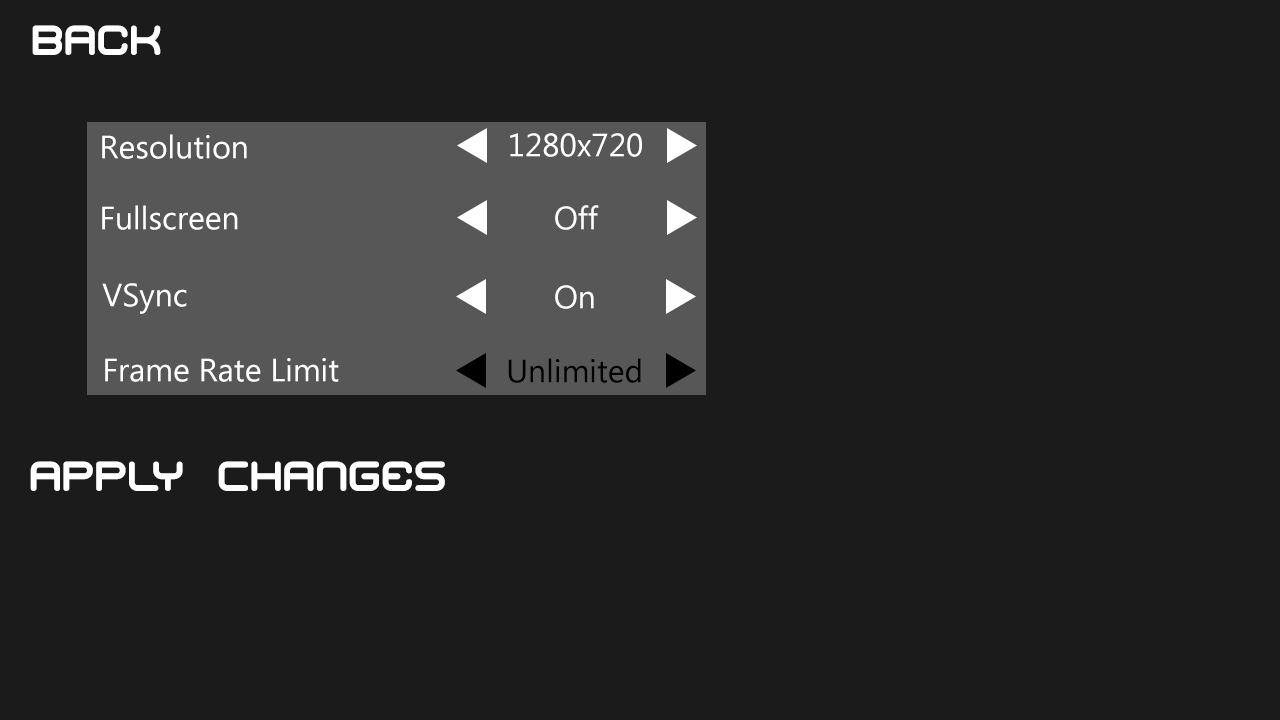 BACK
Resolution 1280x720
Fullscreen Off
VSync On
Frame Rate Limit Unlimited
APPLY CHANGES